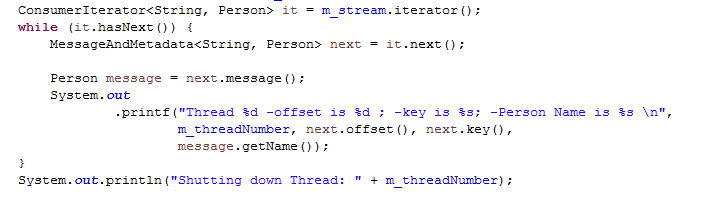 ConsumerIterator<String, Person> it = m_stream.iterator();
while (it.hasNext()) {
    MessageAndMetadata<String, Person> next = it.next();

    Person message = next.message();
    System.out
            .printf("Thread %d -offset is %d ; -key is %s; -Person Name is %s \n",
                    m_threadNumber, next.offset(), next.key(),
                    message.getName());
}
System.out.println("Shutting down Thread: " + m_threadNumber);